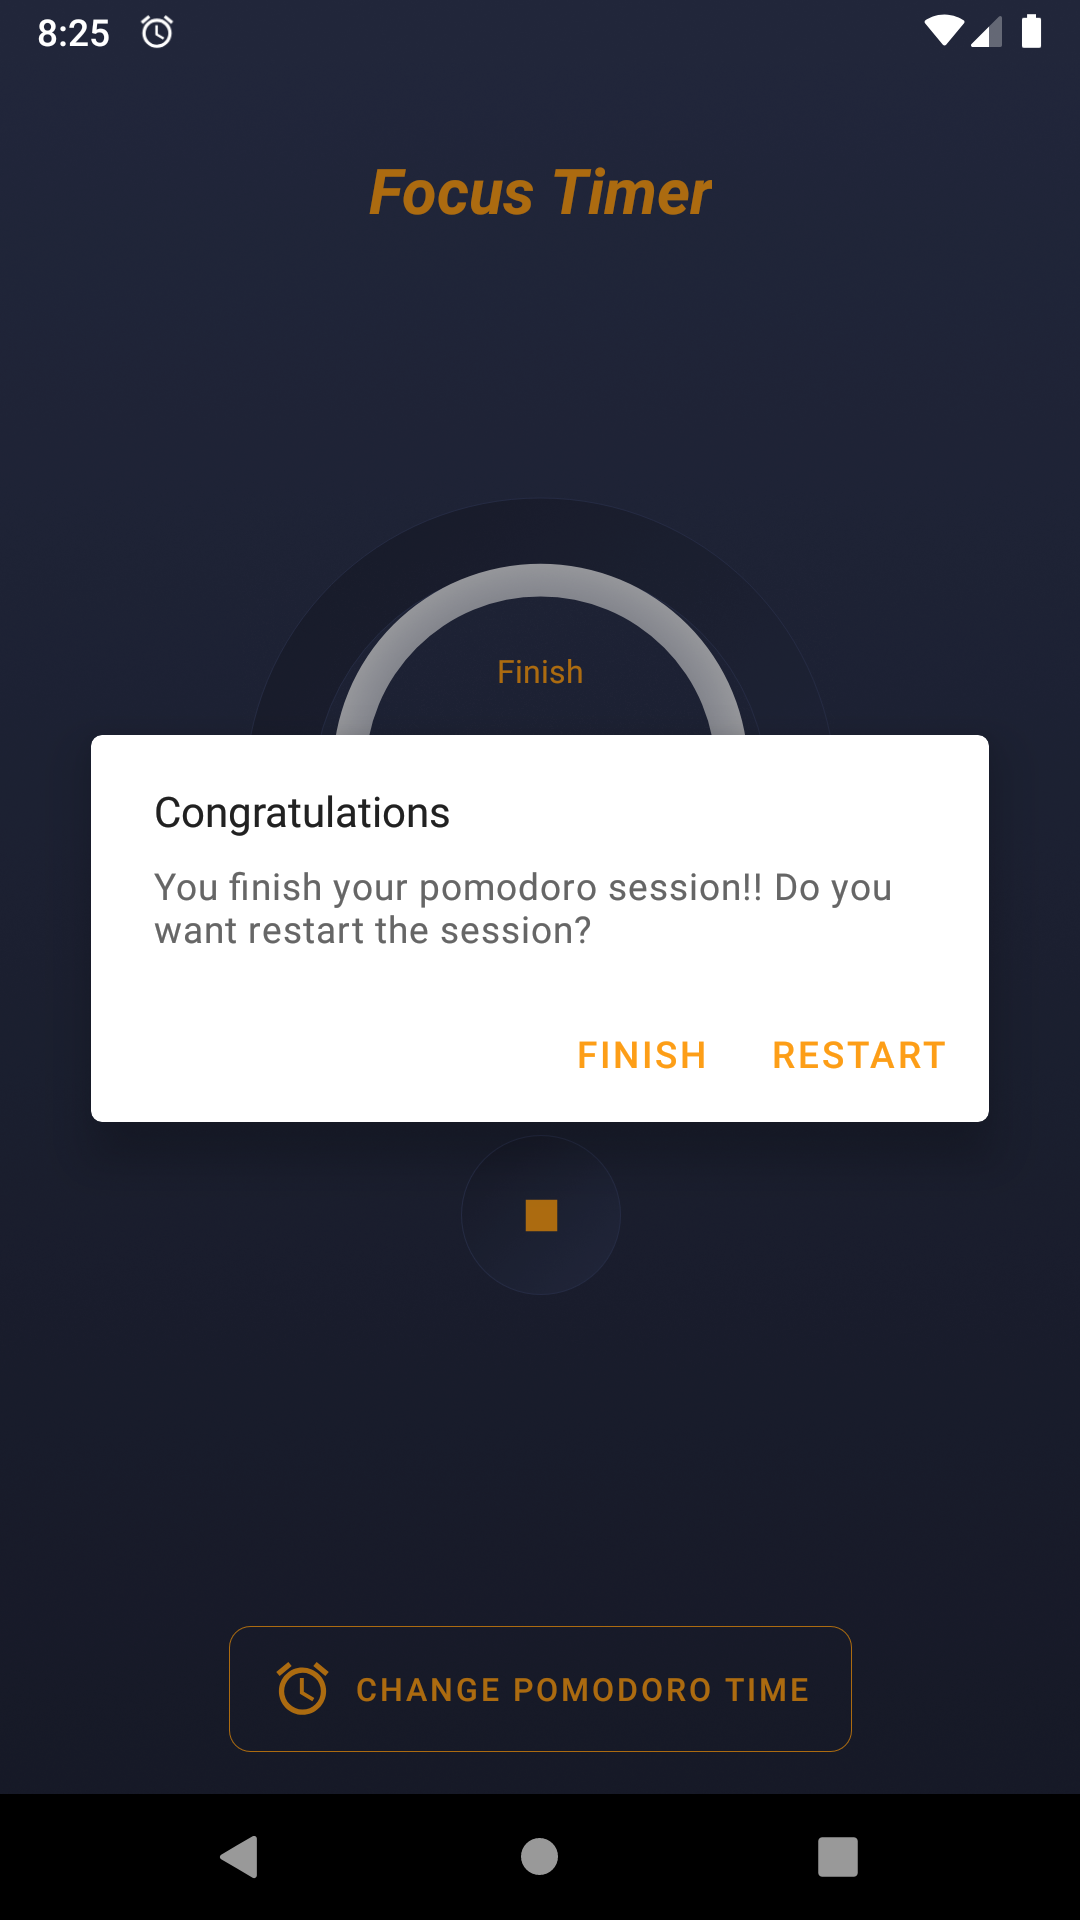 8:25
Focus Timer
Finish
Congratulations
You finish your pomodoro session!! Do you
want restart the session?
FINISH RESTART
CHANGE POMODORO TIME